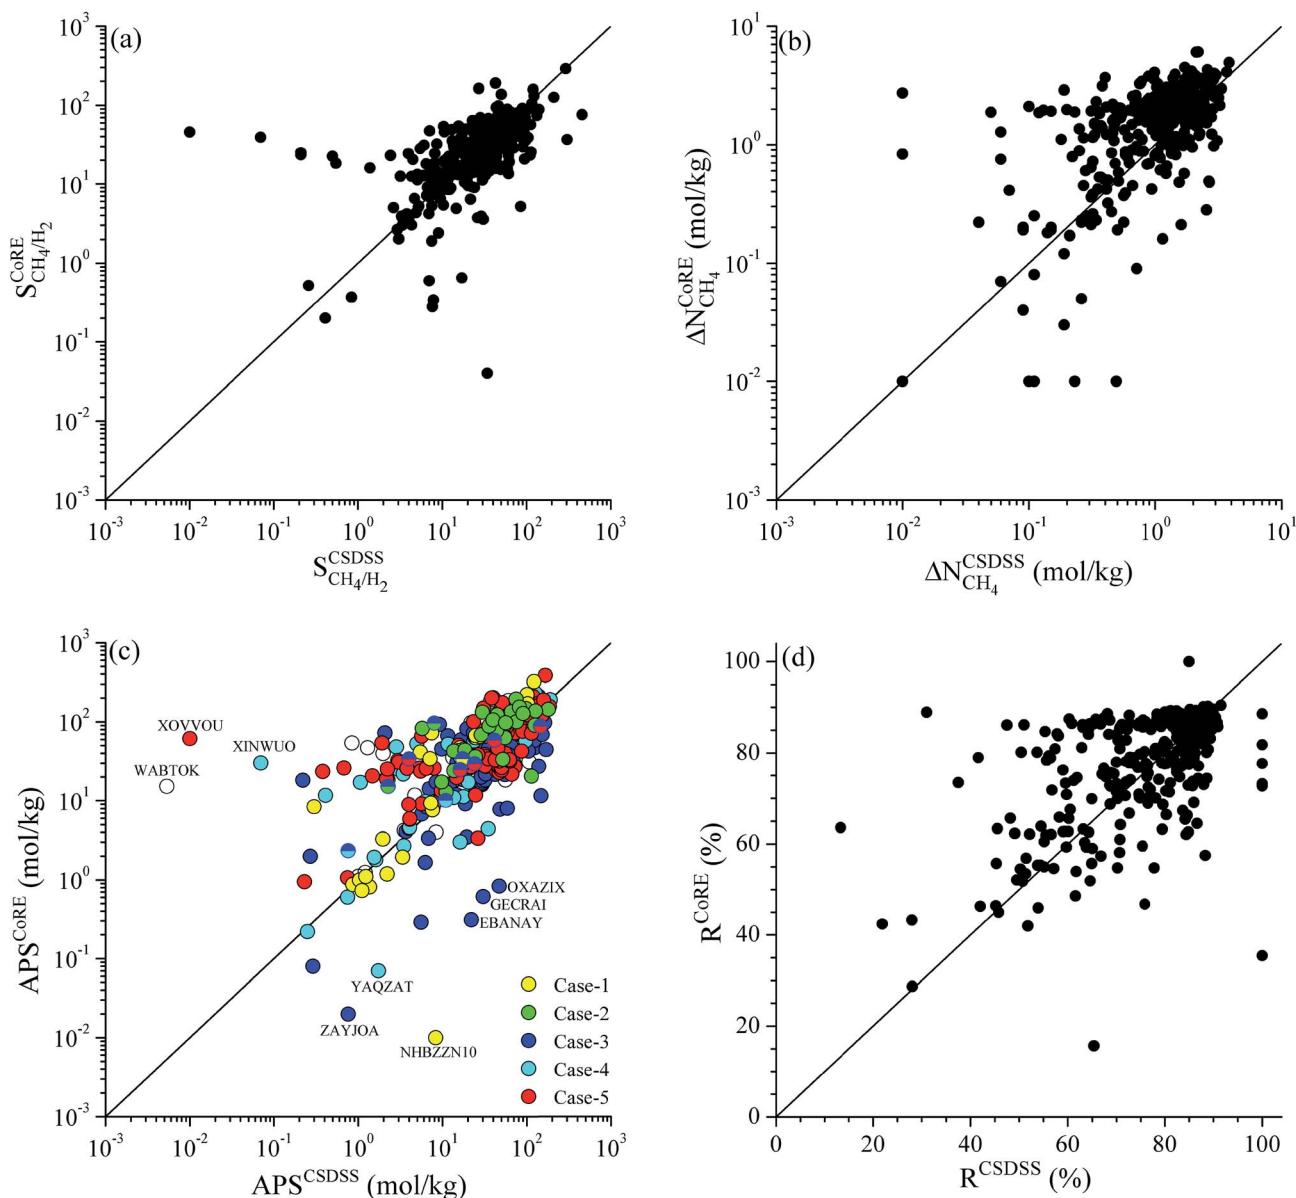 (a)
10^3
10^2
10^1
10^0
10^-1
10^-2
10^-3
S^CoRE_CH4/H2
10^-3 10^-2 10^-1 10^0 10^1 10^2 10^3
S^CSDSS_CH4/H2
(b)
10^1
10^0
10^-1
10^-2
10^-3
ΔN^CoRE_CH4 (mol/kg)
10^-3 10^-2 10^-1 10^0 10^1
ΔN^CSDSS_CH4 (mol/kg)
(c)
10^3
10^2
10^1
10^0
10^-1
10^-2
10^-3
APS^CoRE (mol/kg)
XOVVOU
XINWUO
WABTOK
OXAZIX
GECRAI
EBANAY
YAQZAT
ZAYJOA
NHBZZN10
Case-1
Case-2
Case-3
Case-4
Case-5
10^-3 10^-2 10^-1 10^0 10^1 10^2 10^3
APS^CSDSS (mol/kg)
(d)
100
80
60
40
20
0
R^CoRE (%)
0 20 40 60 80 100
R^CSDSS (%)